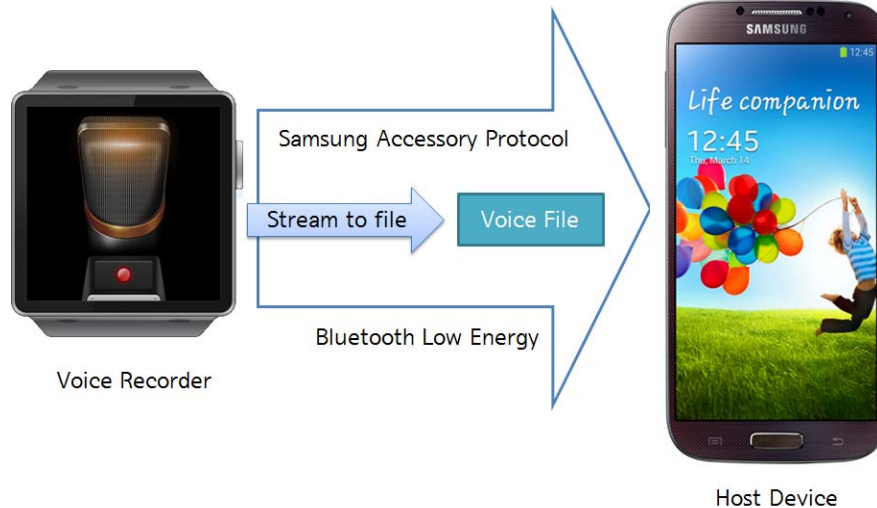 SAMSUNG
12:45
Life companion
12:45
Thu, March 14
Samsung Accessory Protocol
Stream to file
Voice File
Bluetooth Low Energy
Voice Recorder
Host Device